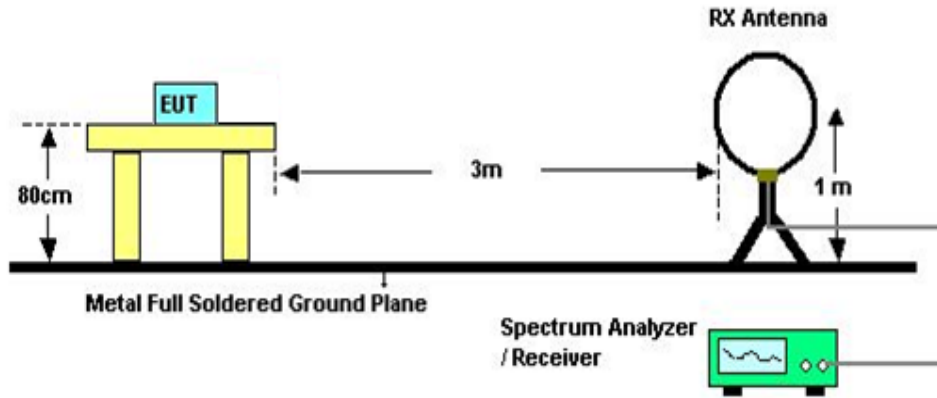 RX Antenna
EUT
3m
80cm
1 m
Metal Full Soldered Ground Plane
Spectrum Analyzer
/ Receiver